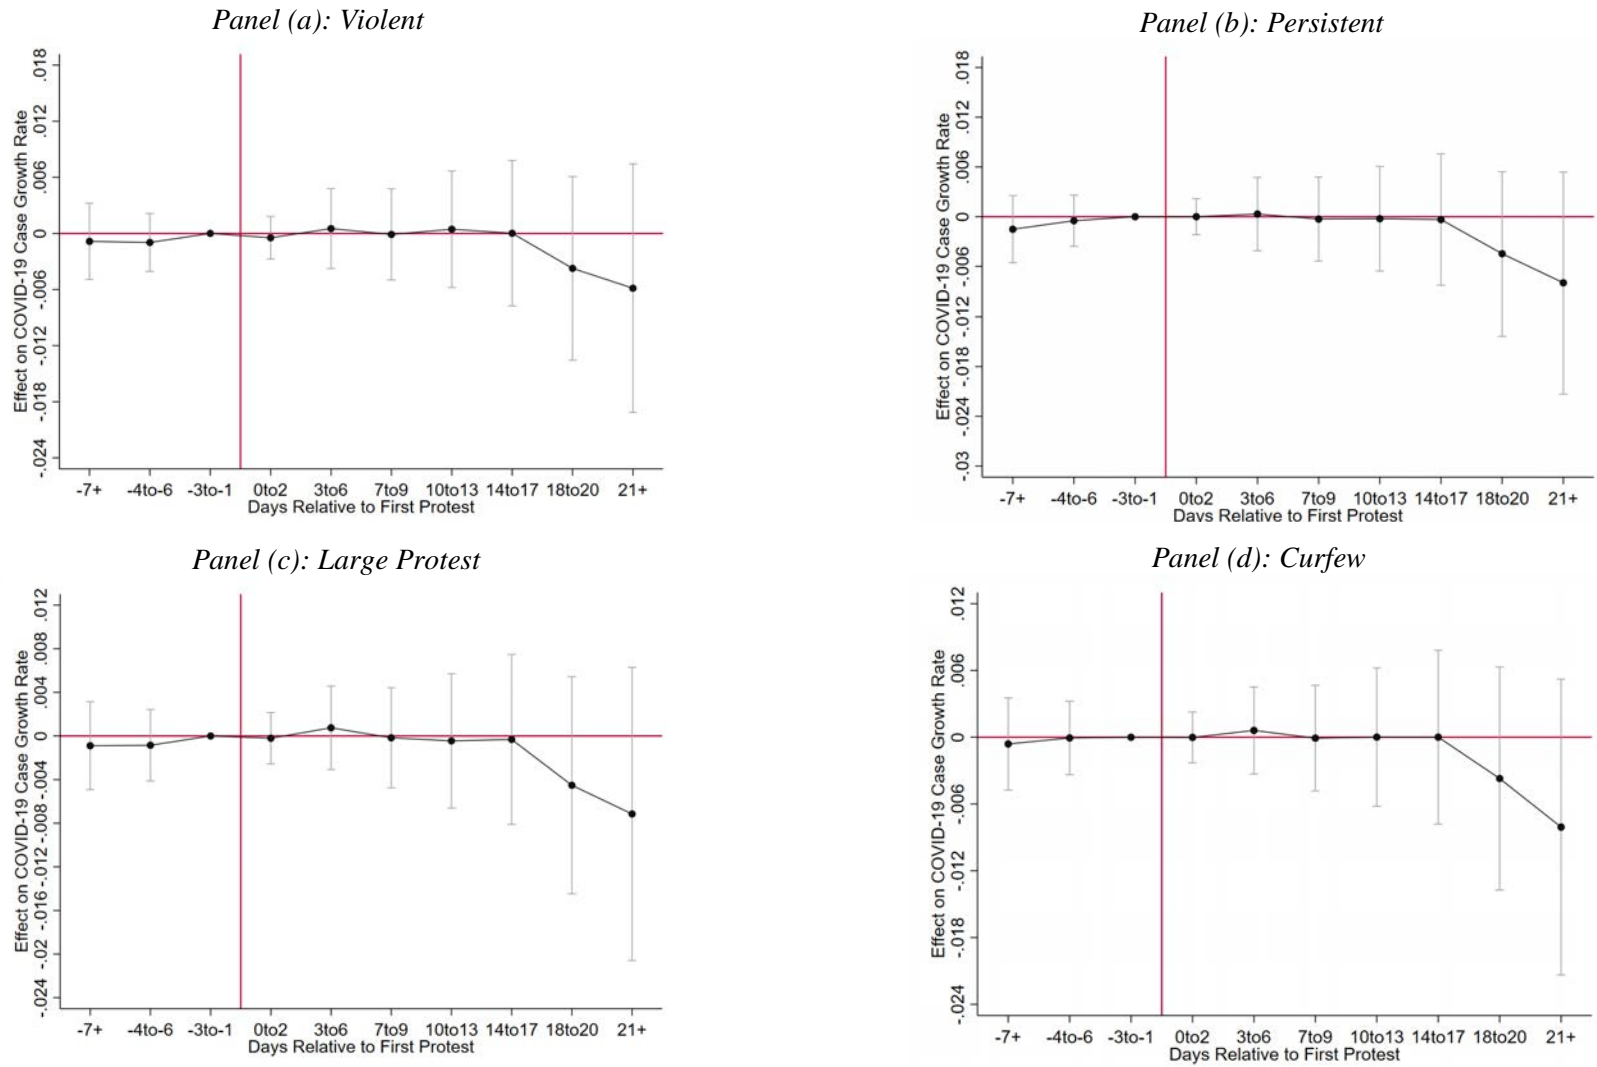 Panel (a): Violent
Effect on COVID-19 Case Growth Rate
.018
.012
.006
0
-.006
-.012
-.018
-.024
-7+ -4to-6 -3to-1 0to2 3to6 7to9 10to13 14to17 18to20 21+
Days Relative to First Protest
Panel (b): Persistent
Effect on COVID-19 Case Growth Rate
.018
.012
.006
0
-.006
-.012
-.018
-.024
-.03
-7+ -4to-6 -3to-1 0to2 3to6 7to9 10to13 14to17 18to20 21+
Days Relative to First Protest
Panel (c): Large Protest
Effect on COVID-19 Case Growth Rate
.012
.008
.004
0
-.004
-.008
-.012
-.016
-.02
-.024
-7+ -4to-6 -3to-1 0to2 3to6 7to9 10to13 14to17 18to20 21+
Days Relative to First Protest
Panel (d): Curfew
Effect on COVID-19 Case Growth Rate
.012
.006
0
-.006
-.012
-.018
-.024
-7+ -4to-6 -3to-1 0to2 3to6 7to9 10to13 14to17 18to20 21+
Days Relative to First Protest